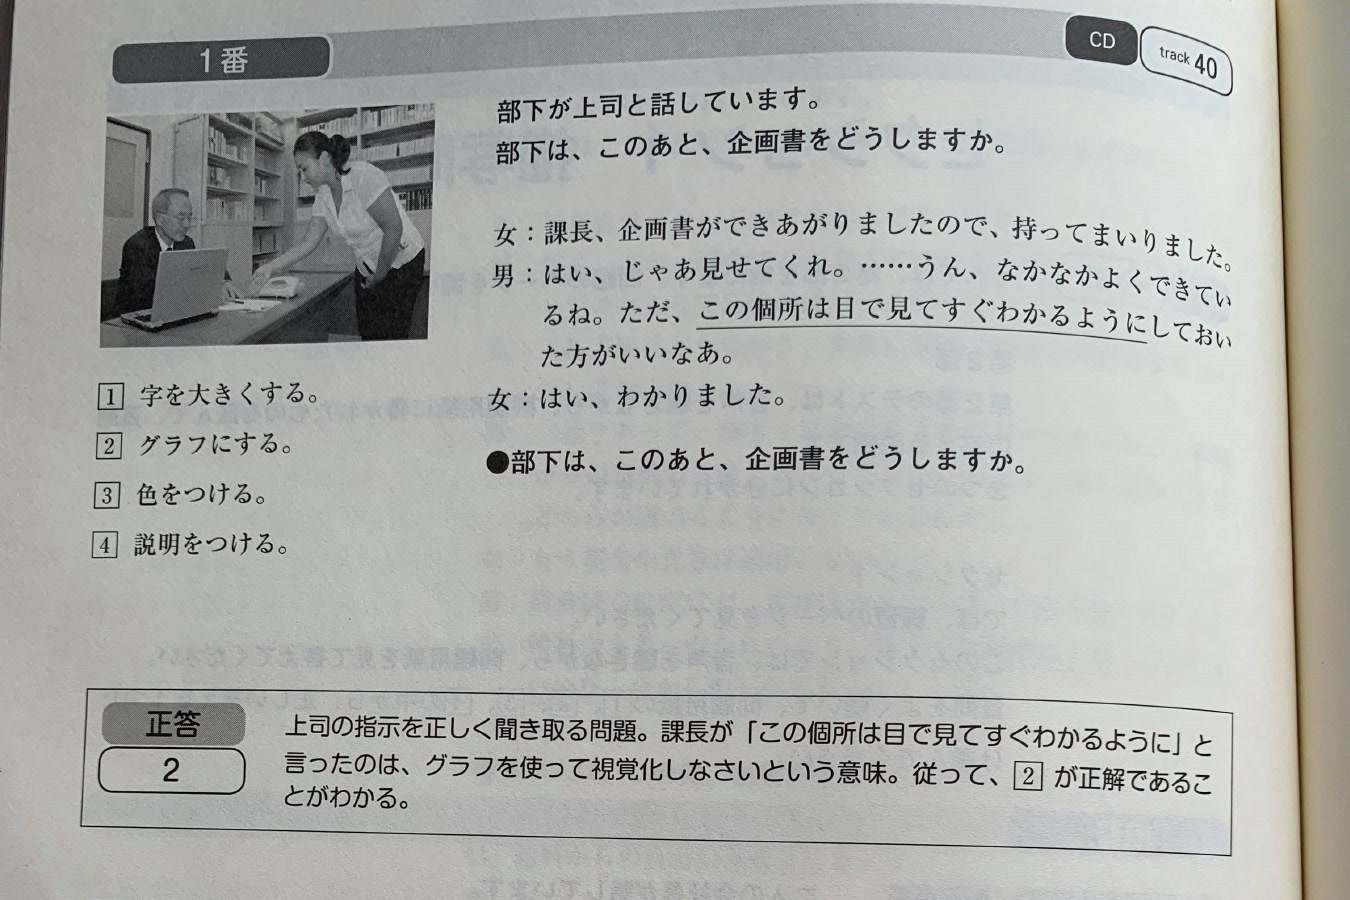 1番
CD
track 40
部下が上司と話しています。
部下は、このあと、企画書をどうしますか。
女：課長、企画書ができあがりましたので、持ってまいりました。
男：はい、じゃあ見せてくれ。……うん、なかなかよくできてい
るね。ただ、この個所は目で見てすぐわかるようにしておい
た方がいいなあ。
女：はい、わかりました。
●部下は、このあと、企画書をどうしますか。
1 字を大きくする。
2 グラフにする。
3 色をつける。
4 説明をつける。
正答
2
上司の指示を正しく聞き取る問題。課長が「この個所は目で見てすぐわかるように」と
言ったのは、グラフを使って視覚化しなさいという意味。従って、2 が正解であるこ
とがわかる。